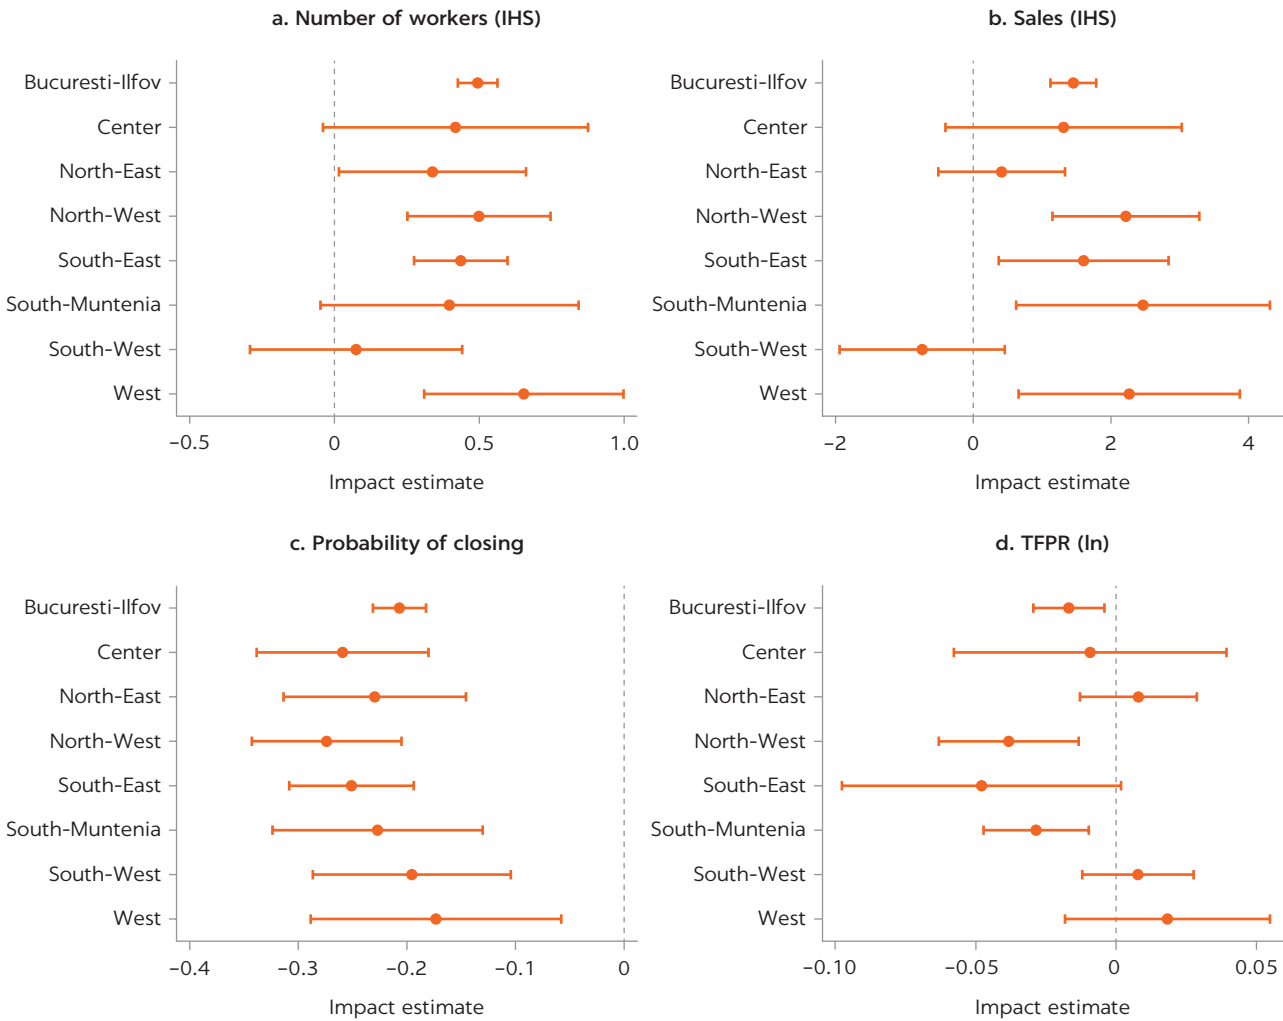 a. Number of workers (IHS)
Bucuresti-Ilfov
Center
North-East
North-West
South-East
South-Muntenia
South-West
West
−0.5 0 0.5 1.0
Impact estimate
b. Sales (IHS)
Bucuresti-Ilfov
Center
North-East
North-West
South-East
South-Muntenia
South-West
West
−2 0 2 4
Impact estimate
c. Probability of closing
Bucuresti-Ilfov
Center
North-East
North-West
South-East
South-Muntenia
South-West
West
−0.4 −0.3 −0.2 −0.1 0
Impact estimate
d. TFPR (ln)
Bucuresti-Ilfov
Center
North-East
North-West
South-East
South-Muntenia
South-West
West
−0.10 −0.05 0 0.05
Impact estimate